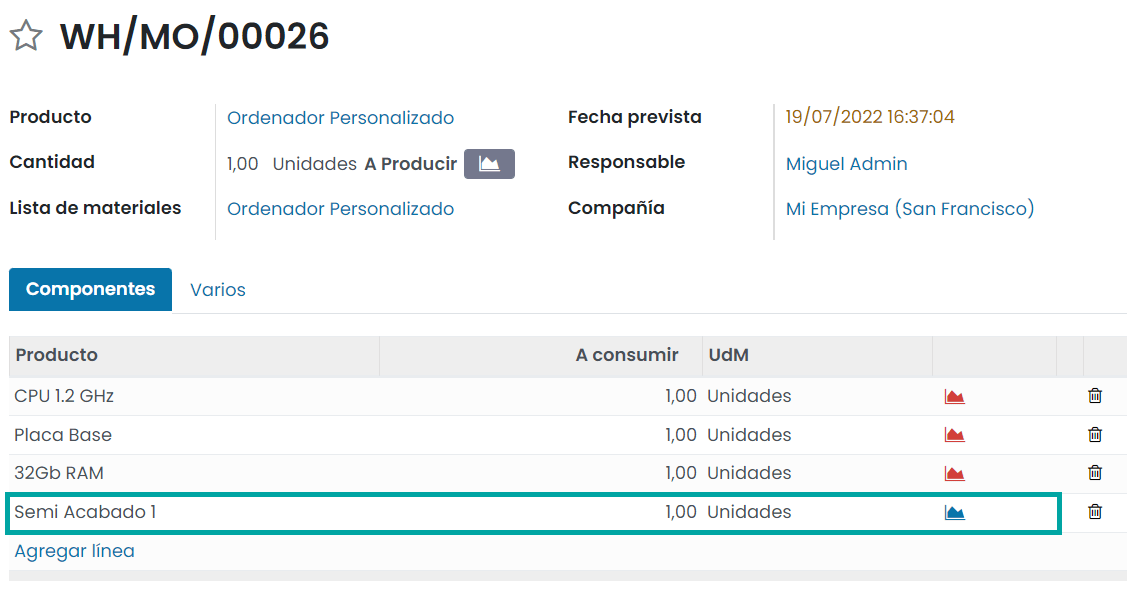 WH/MO/00026
Producto Ordenador Personalizado Fecha prevista 19/07/2022 16:37:04
Cantidad 1,00 Unidades A Producir Responsable Miguel Admin
Lista de materiales Ordenador Personalizado Compañía Mi Empresa (San Francisco)
Componentes Varios
Producto A consumir UdM
CPU 1.2 GHz 1,00 Unidades
Placa Base 1,00 Unidades
32Gb RAM 1,00 Unidades
Semi Acabado 1 1,00 Unidades
Agregar línea